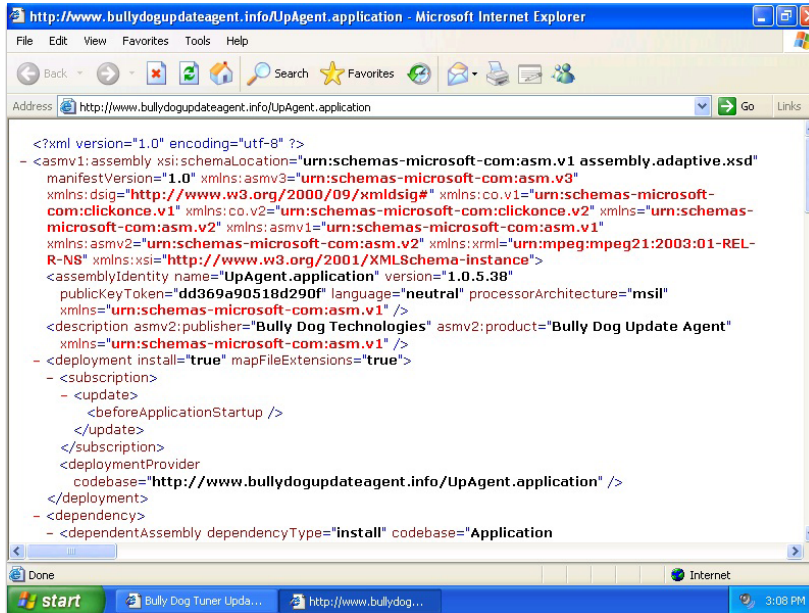 http://www.bullydogupdateagent.info/UpAgent.application - Microsoft Internet Explorer
File Edit View Favorites Tools Help
Back Search Favorites
Address http://www.bullydogupdateagent.info/UpAgent.application Go Links
<?xml version="1.0" encoding="utf-8" ?>
- <asmv1:assembly xsi:schemaLocation="urn:schemas-microsoft-com:asm.v1 assembly.adaptive.xsd"
manifestVersion="1.0" xmlns:asmv3="urn:schemas-microsoft-com:asm.v3"
xmlns:dsig="http://www.w3.org/2000/09/xmldsig#" xmlns:co.v1="urn:schemas-microsoft-
com:clickonce.v1" xmlns:co.v2="urn:schemas-microsoft-com:clickonce.v2" xmlns="urn:schemas-
microsoft-com:asm.v2" xmlns:asmv1="urn:schemas-microsoft-com:asm.v1"
xmlns:asmv2="urn:schemas-microsoft-com:asm.v2" xmlns:xrml="urn:mpeg:mpeg21:2003:01-REL-
R-NS" xmlns:xsi="http://www.w3.org/2001/XMLSchema-instance">
<assemblyIdentity name="UpAgent.application" version="1.0.5.38"
publicKeyToken="dd369a90518d290f" language="neutral" processorArchitecture="msil"
xmlns="urn:schemas-microsoft-com:asm.v1" />
<description asmv2:publisher="Bully Dog Technologies" asmv2:product="Bully Dog Update Agent"
xmlns="urn:schemas-microsoft-com:asm.v1" />
- <deployment install="true" mapFileExtensions="true">
- <subscription>
- <update>
<beforeApplicationStartup />
</update>
</subscription>
<deploymentProvider
codebase="http://www.bullydogupdateagent.info/UpAgent.application" />
</deployment>
- <dependency>
- <dependentAssembly dependencyType="install" codebase="Application
Done Internet
start Bully Dog Tuner Upda... http://www.bullydog... 3:08 PM